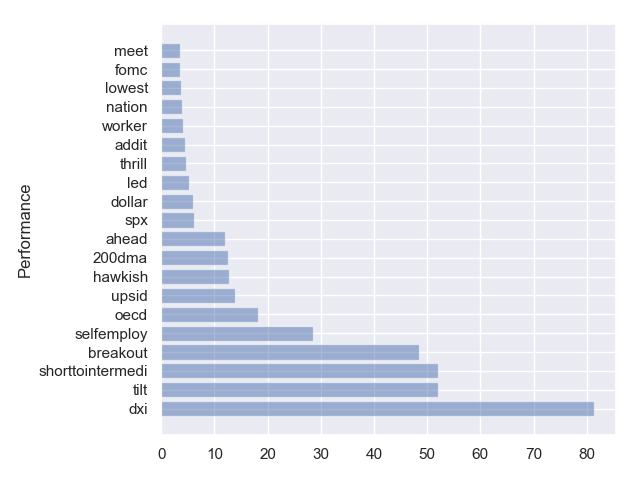 Performance
meet
fomc
lowest
nation
worker
addit
thrill
led
dollar
spx
ahead
200dma
hawkish
upsid
oecd
selfemploy
breakout
shorttointermedi
tilt
dxi
0 10 20 30 40 50 60 70 80